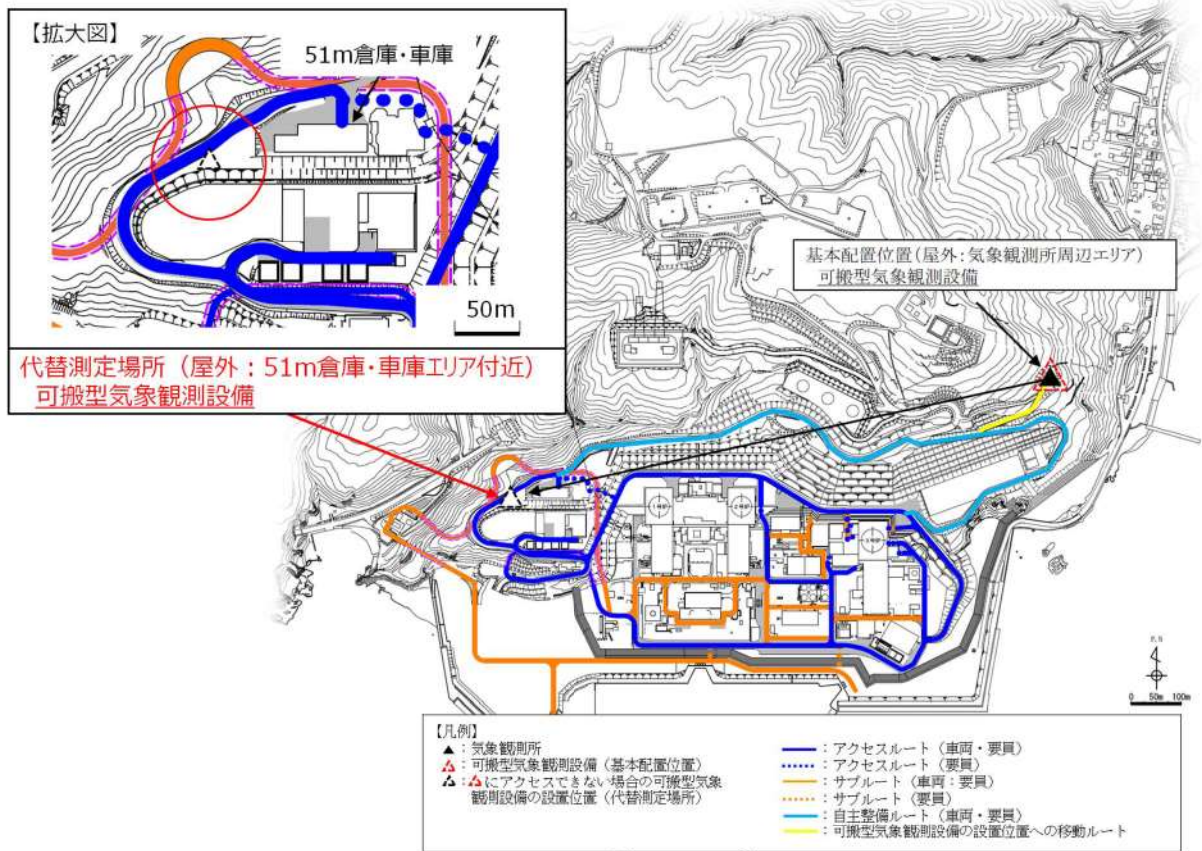 【拡大図】
51m倉庫・車庫
50m
代替測定場所（屋外：51m倉庫・車庫エリア付近）
可搬型気象観測設備
基本配置位置（屋外：気象観測所周辺エリア）
可搬型気象観測設備
1号炉
2号炉
3号炉
P.N
0 50m 100m
【凡例】
▲：気象観測所
：可搬型気象観測設備（基本配置位置）
：にアクセスできない場合の可搬型気象
観測設備の設置位置（代替測定場所）
：アクセスルート（車両・要員）
：アクセスルート（要員）
：サブルート（車両：要員）
：サブルート（要員）
：自主整備ルート（車両・要員）
：可搬型気象観測設備の設置位置への移動ルート